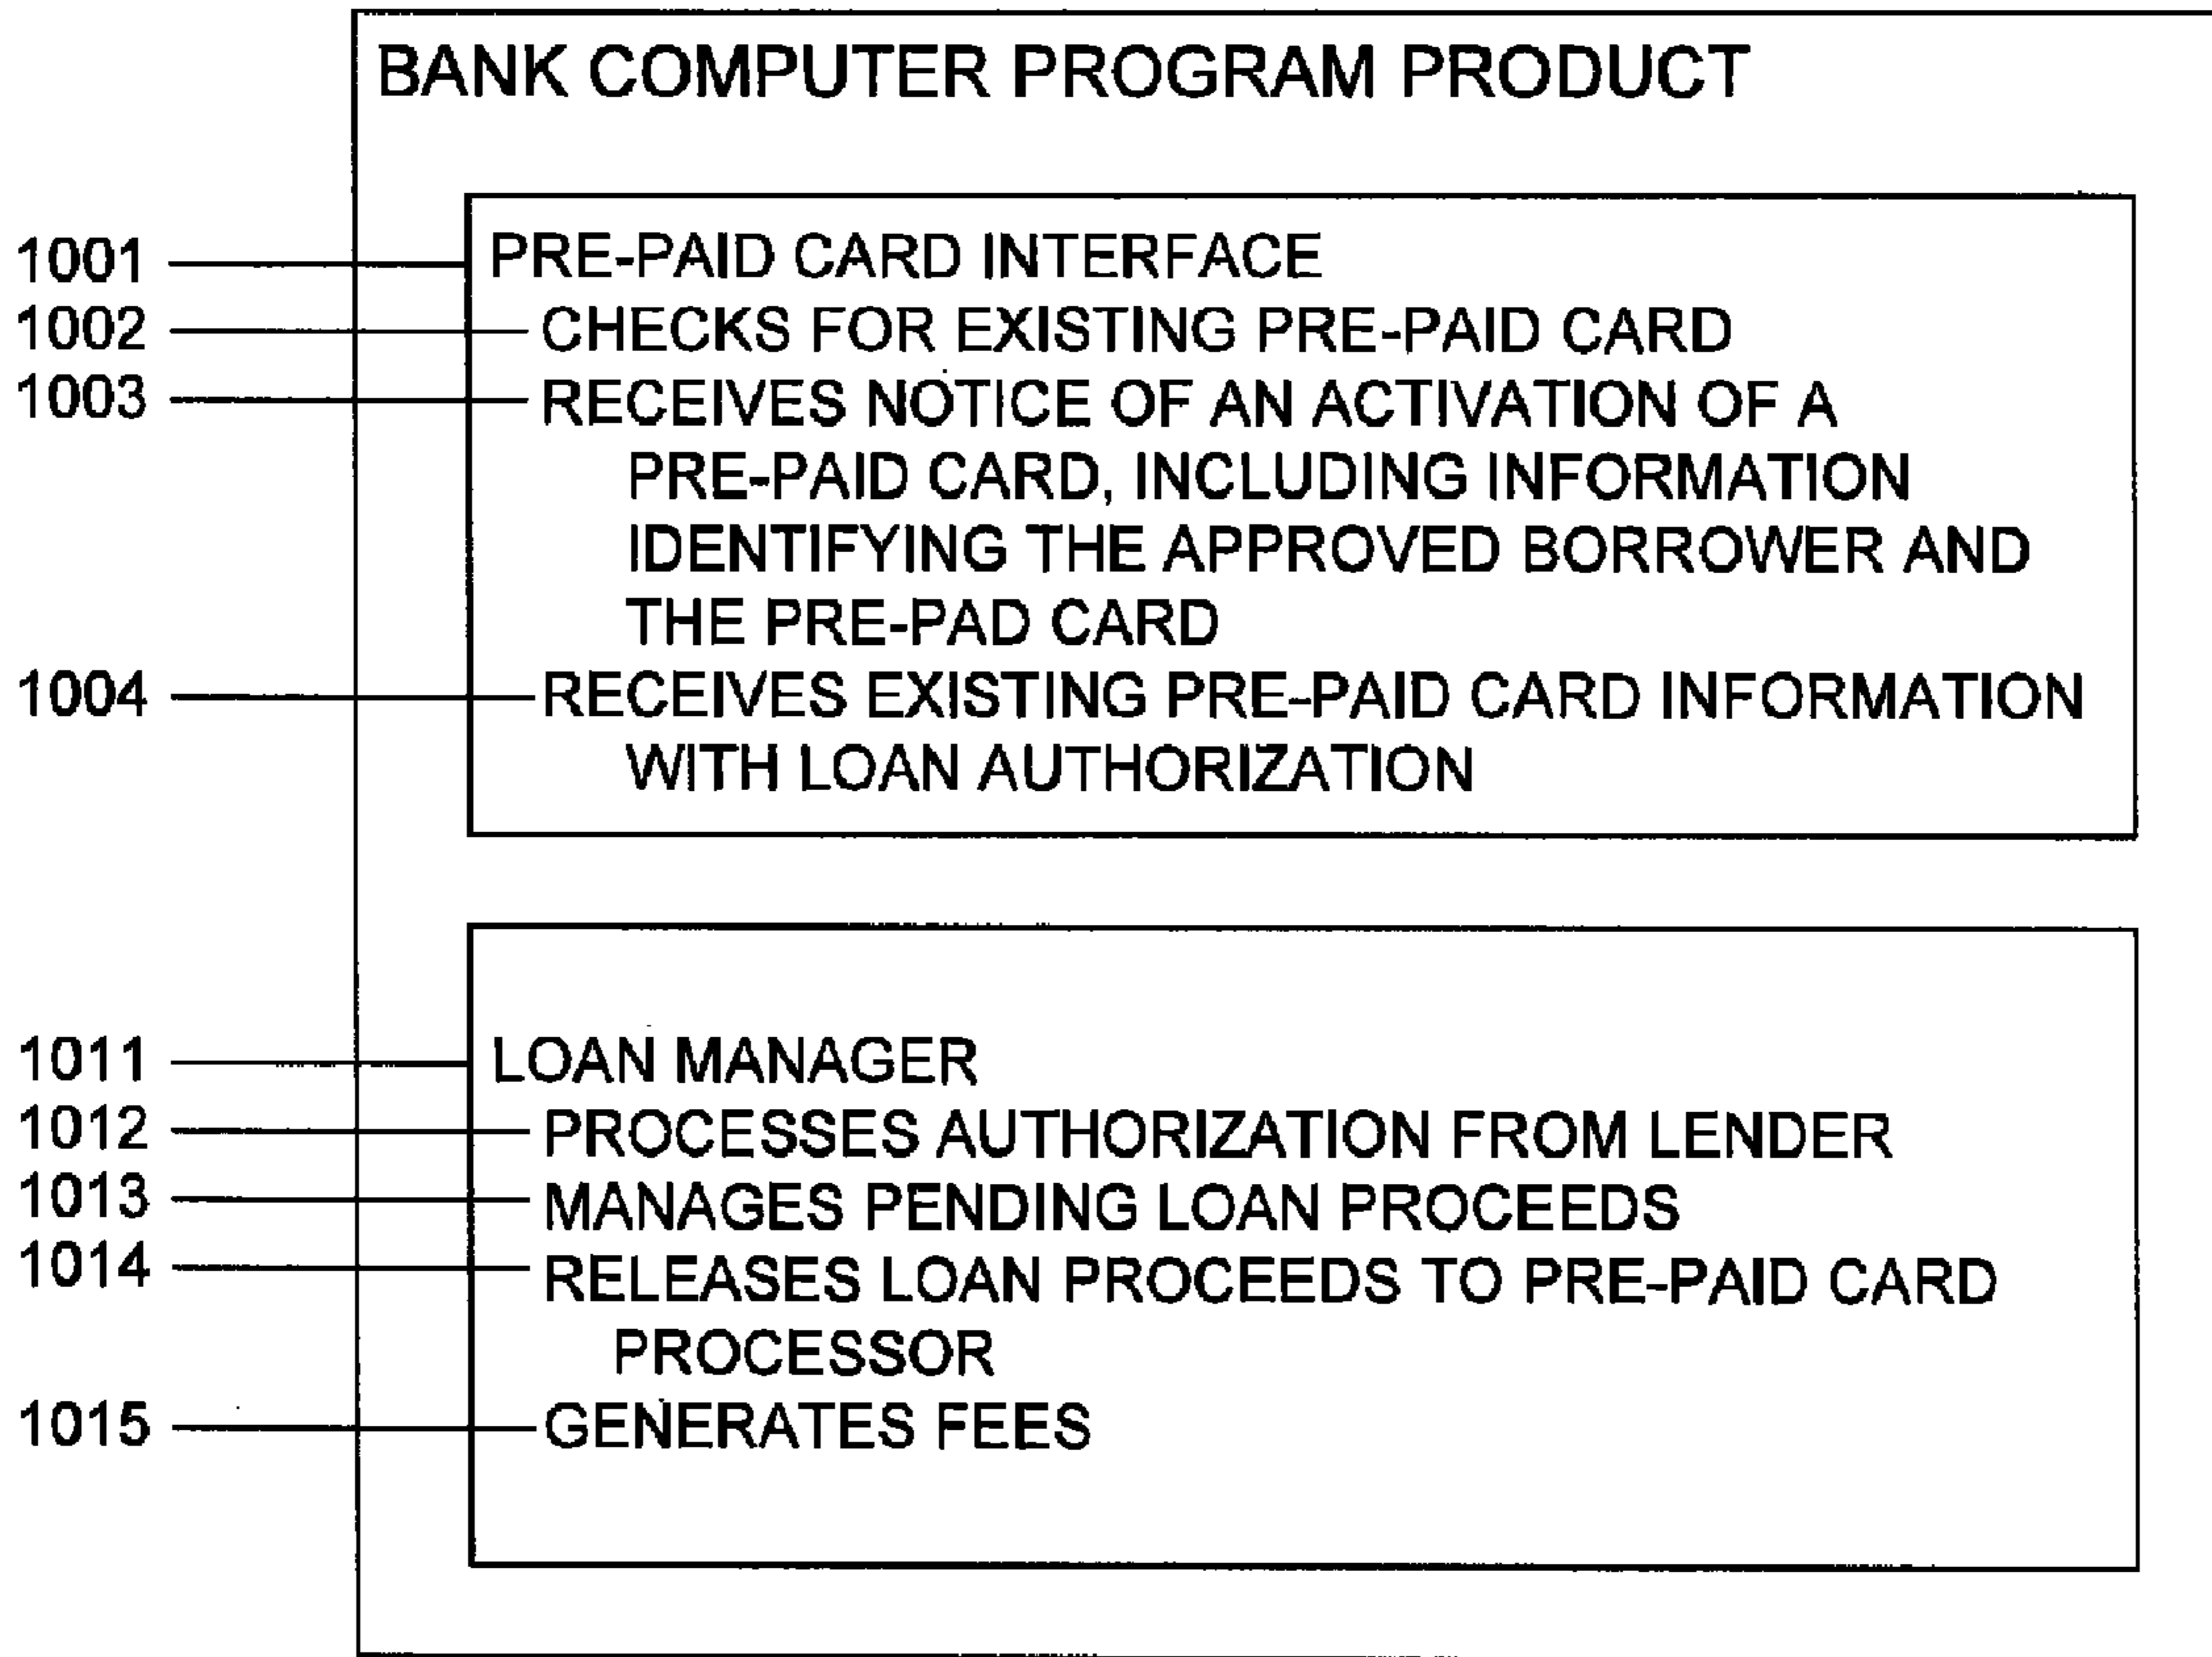 BANK COMPUTER PROGRAM PRODUCT
1001 PRE-PAID CARD INTERFACE
1002 CHECKS FOR EXISTING PRE-PAID CARD
1003 RECEIVES NOTICE OF AN ACTIVATION OF A
PRE-PAID CARD, INCLUDING INFORMATION
IDENTIFYING THE APPROVED BORROWER AND
THE PRE-PAD CARD
1004 RECEIVES EXISTING PRE-PAID CARD INFORMATION
WITH LOAN AUTHORIZATION
1011 LOAN MANAGER
1012 PROCESSES AUTHORIZATION FROM LENDER
1013 MANAGES PENDING LOAN PROCEEDS
1014 RELEASES LOAN PROCEEDS TO PRE-PAID CARD
PROCESSOR
1015 GENERATES FEES